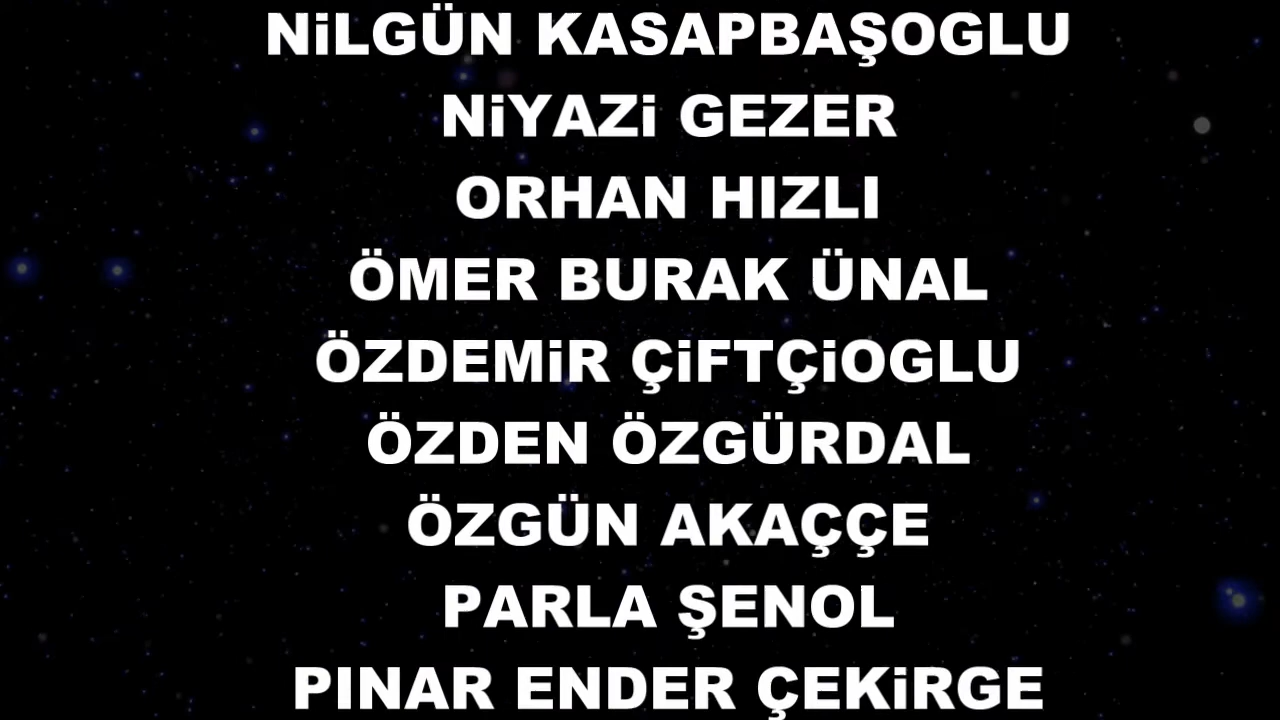 NiLGÜN KASAPBAŞOGLU
NiYAZi GEZER
ORHAN HIZLI
ÖMER BURAK ÜNAL
ÖZDEMiR ÇiFTÇiOGLU
ÖZDEN ÖZGÜRDAL
ÖZGÜN AKAÇÇE
PARLA ŞENOL
PINAR ENDER ÇEKiRGE